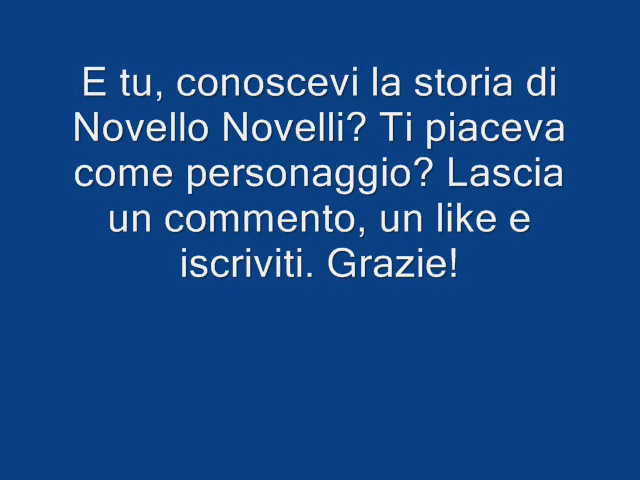 E tu, conoscevi la storia di
Novello Novelli? Ti piaceva
come personaggio? Lascia
un commento, un like e
iscriviti. Grazie!